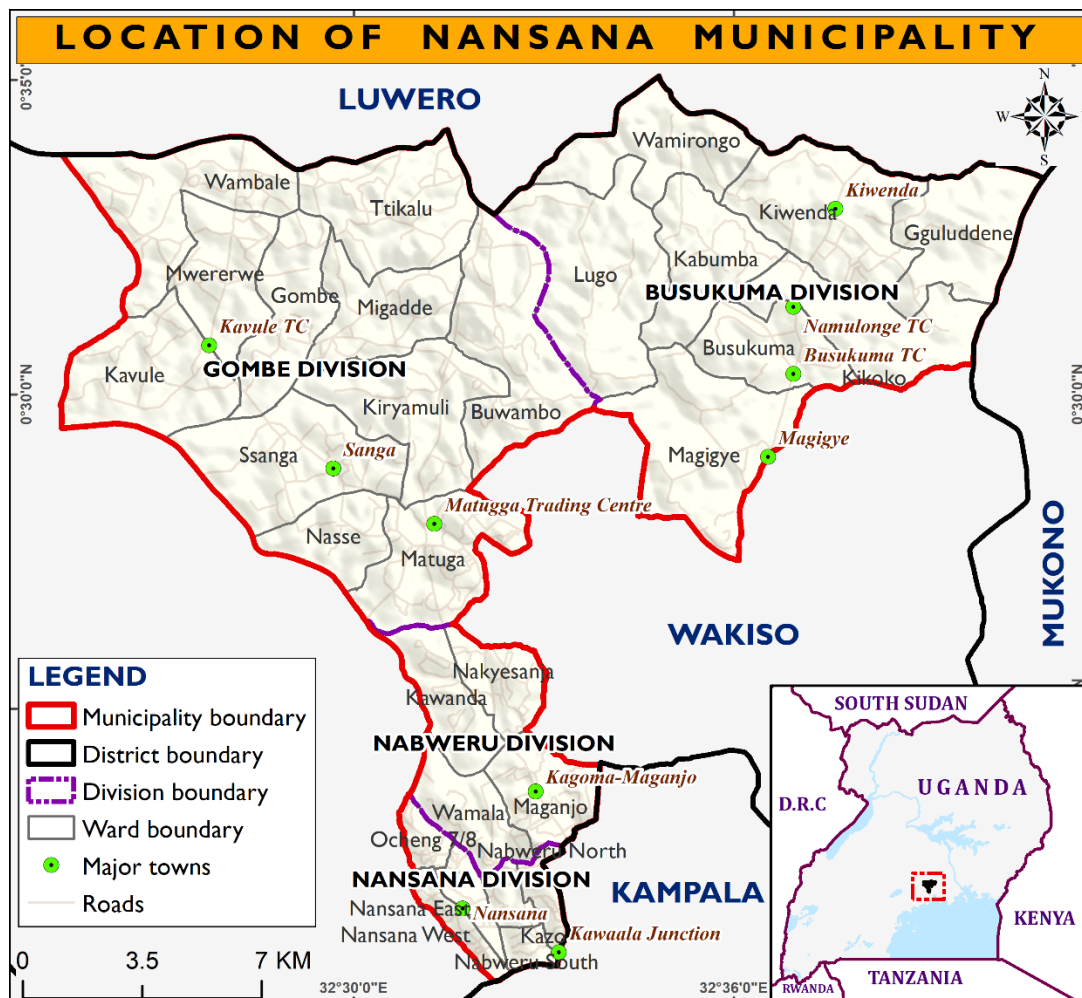 LOCATION OF NANSANA MUNICIPALITY
0°35'0"
LUWERO
N
W
S
Wamirongo
Wambale
Ttikalu
Kiwenda
Kiwenda
Gguluddene
Mwererwe
Lugo
Kabumba
Gombe
Migadde
BUSUKUMA DIVISION
Kavule TC
Namulonge TC
Busukuma
Busukuma TC
Kavule
GOMBE DIVISION
Kikoko
0°30'0"N
0°30'0"N
Kiryamuli
Buwambo
Ssanga
Sanga
Magigye
Magigye
Matugga Trading Centre
Nasse
Matuga
MUKONO
WAKISO
Nakyesanja
Kawanda
NABWERU DIVISION
Kagoma-Maganjo
Wamala
Maganjo
Ocheng 7/8
Nabweru North
NANSANA DIVISION
KAMPALA
Nansana East
Nansana
Nansana West
Kazo
Kawaala Junction
Nabweru South
LEGEND
Municipality boundary
District boundary
Division boundary
Ward boundary
Major towns
Roads
0 3.5 7 KM
32°30'0"E
32°36'0"E
SOUTH SUDAN
UGANDA
D.R.C
KENYA
TANZANIA
RWANDA